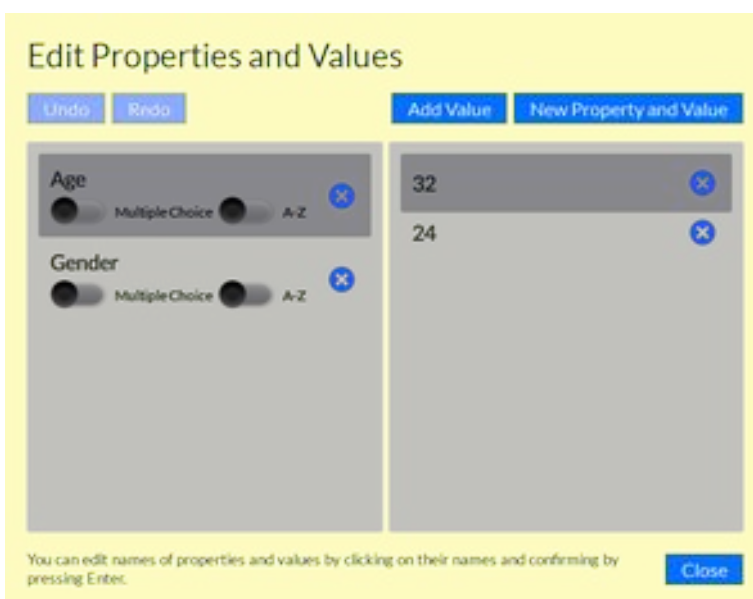 Edit Properties and Values
Undo Redo Add Value New Property and Value
Age
Multiple Choice A-Z
Gender
Multiple Choice A-Z
32
24
You can edit names of properties and values by clicking on their names and confirming by
pressing Enter.
Close